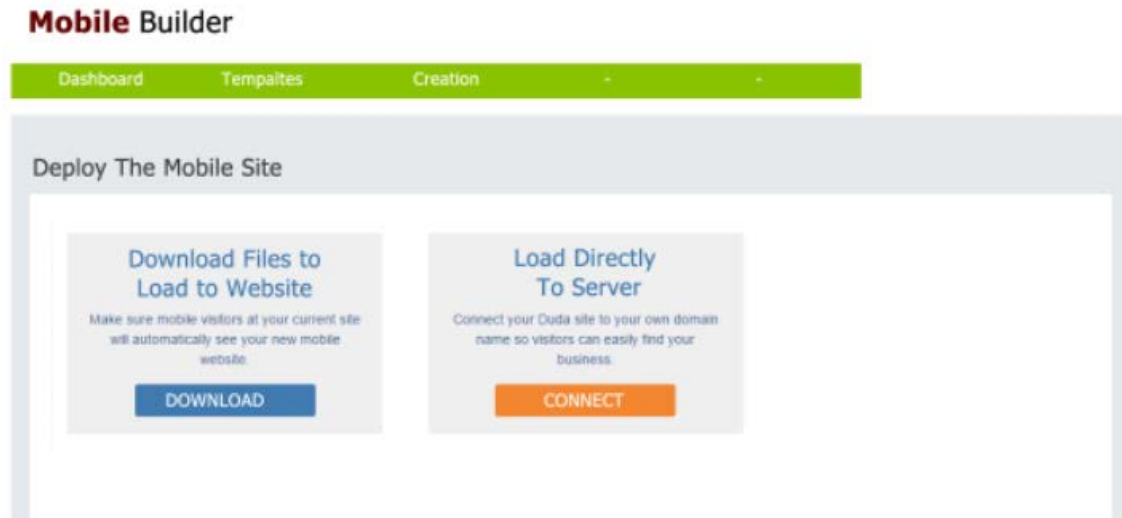 Mobile Builder
Dashboard Tempaltes Creation - -
Deploy The Mobile Site
Download Files to
Load to Website
Make sure mobile visitors at your current site
will automatically see your new mobile
website.
DOWNLOAD
Load Directly
To Server
Connect your Duda site to your own domain
name so visitors can easily find your
business.
CONNECT